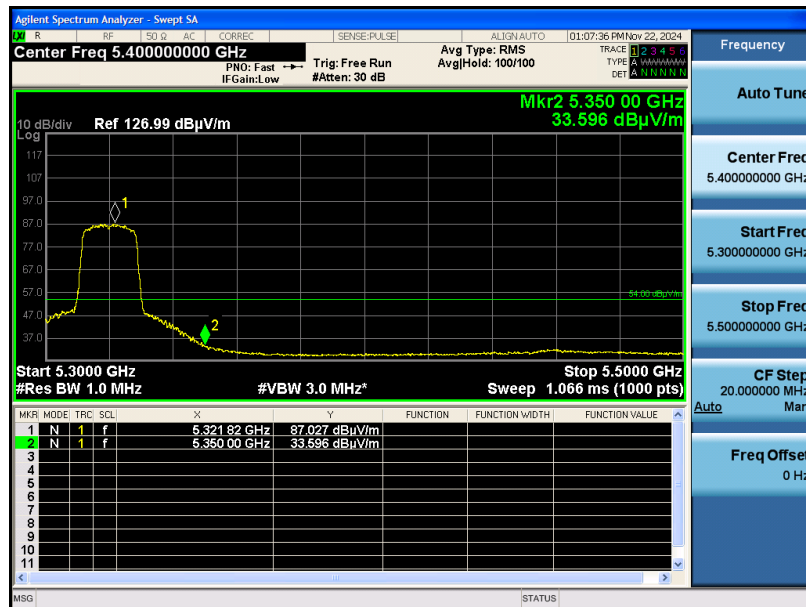 Agilent Spectrum Analyzer - Swept SA
LXI R RF 50 Ω AC CORREC SENSE:PULSE ALIGN AUTO 01:07:36 PM Nov 22, 2024
Center Freq 5.400000000 GHz
PNO: Fast
IFGain:Low
Trig: Free Run
#Atten: 30 dB
Avg Type: RMS
Avg|Hold: 100/100
TRACE 1 2 3 4 5 6
TYPE A WWWWW
DET A N N N N N
Mkr2 5.350 00 GHz
33.596 dBµV/m
10 dB/div Ref 126.99 dBµV/m
Log
117
107
97.0
87.0
77.0
67.0
57.0
47.0
37.0
1
2
54.00 dBµV/m
Start 5.3000 GHz Stop 5.5000 GHz
#Res BW 1.0 MHz #VBW 3.0 MHz* Sweep 1.066 ms (1000 pts)
MKR MODE TRC SCL X Y FUNCTION FUNCTION WIDTH FUNCTION VALUE
1 N 1 f 5.321 82 GHz 87.027 dBµV/m
2 N 1 f 5.350 00 GHz 33.596 dBµV/m
3
4
5
6
7
8
9
10
11
MSG STATUS
Frequency
Auto Tune
Center Freq
5.400000000 GHz
Start Freq
5.300000000 GHz
Stop Freq
5.500000000 GHz
CF Step
20.000000 MHz
Auto Man
Freq Offset
0 Hz